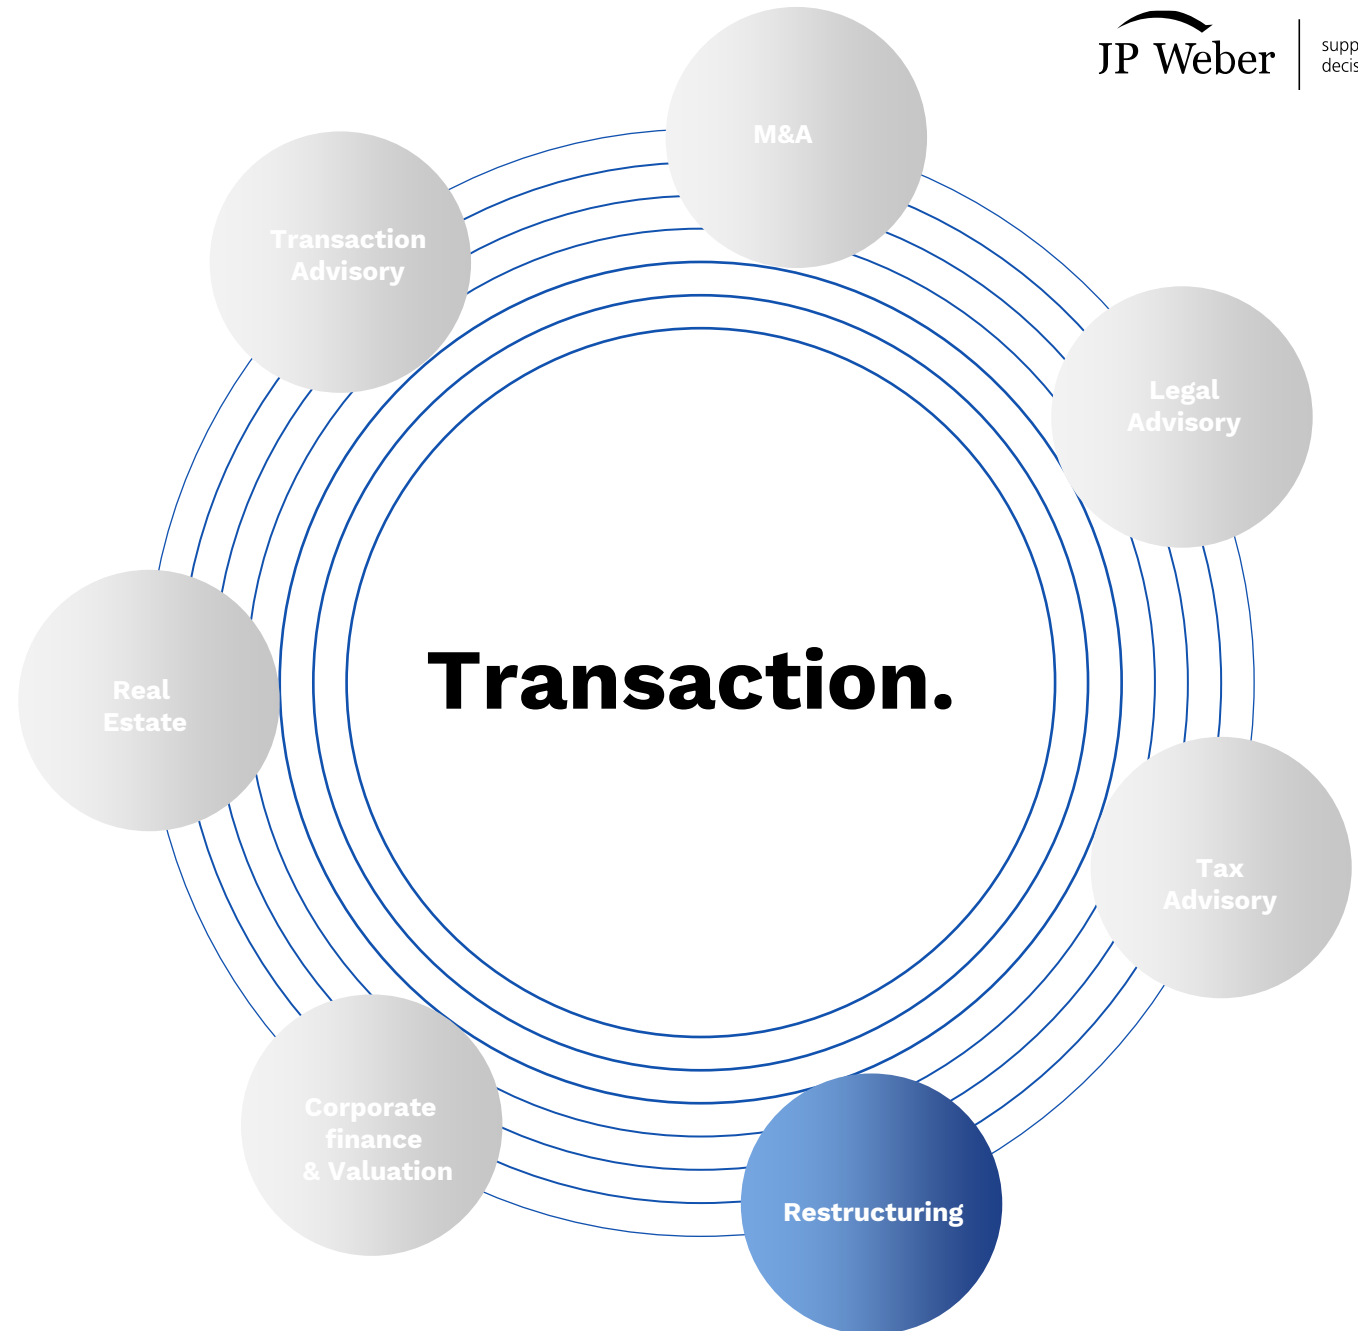 JP Weber
M&A
Transaction
Advisory
Legal
Advisory
Transaction.
Real
Estate
Tax
Advisory
Corporate
finance
& Valuation
Restructuring